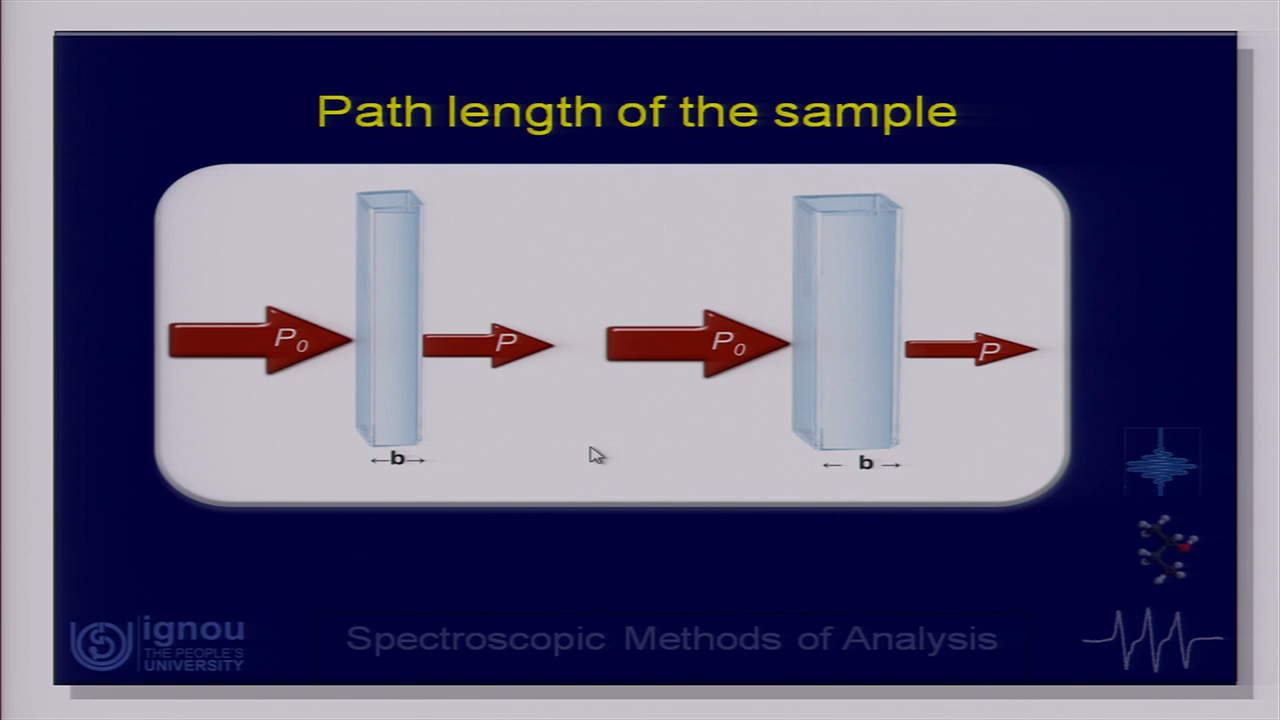 Path length of the sample
P₀
P
P₀
P
←b→
← b →
ignou
THE PEOPLE'S
UNIVERSITY
Spectroscopic Methods of Analysis